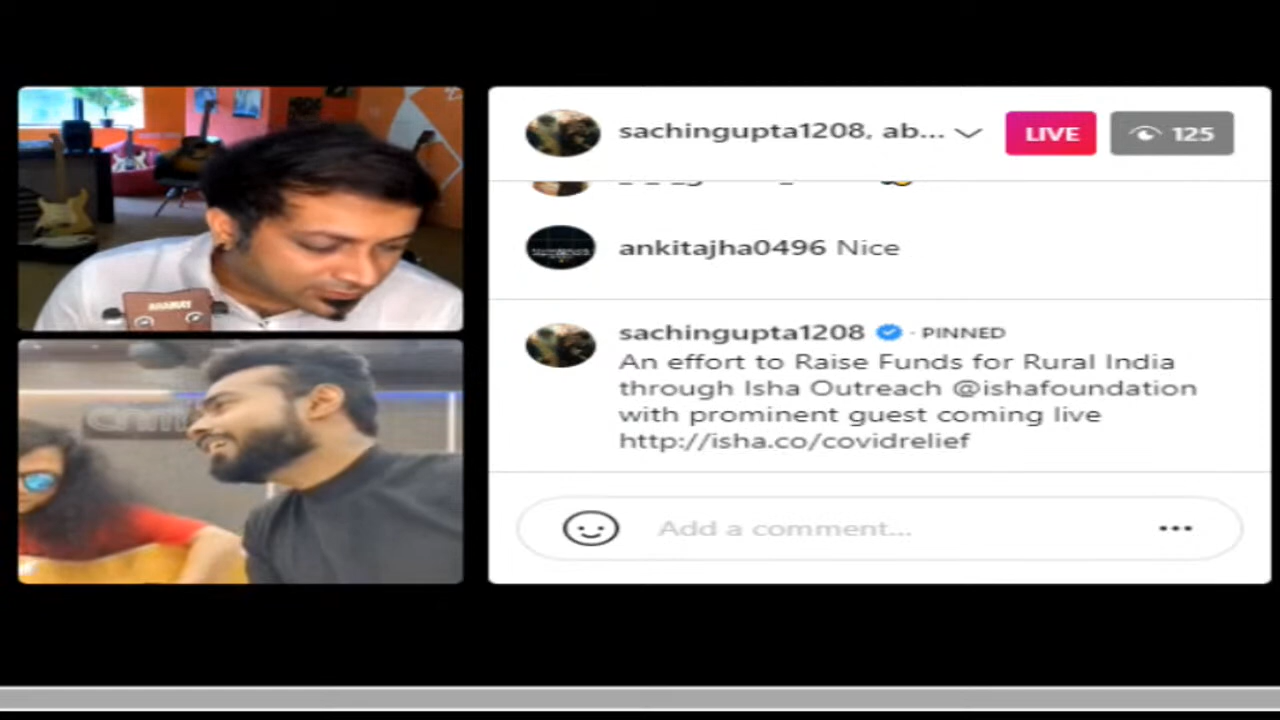 sachingupta1208, ab...
LIVE
125
ankitajha0496 Nice
sachingupta1208 · PINNED
An effort to Raise Funds for Rural India
through Isha Outreach @ishafoundation
with prominent guest coming live
http://isha.co/covidrelief
Add a comment...